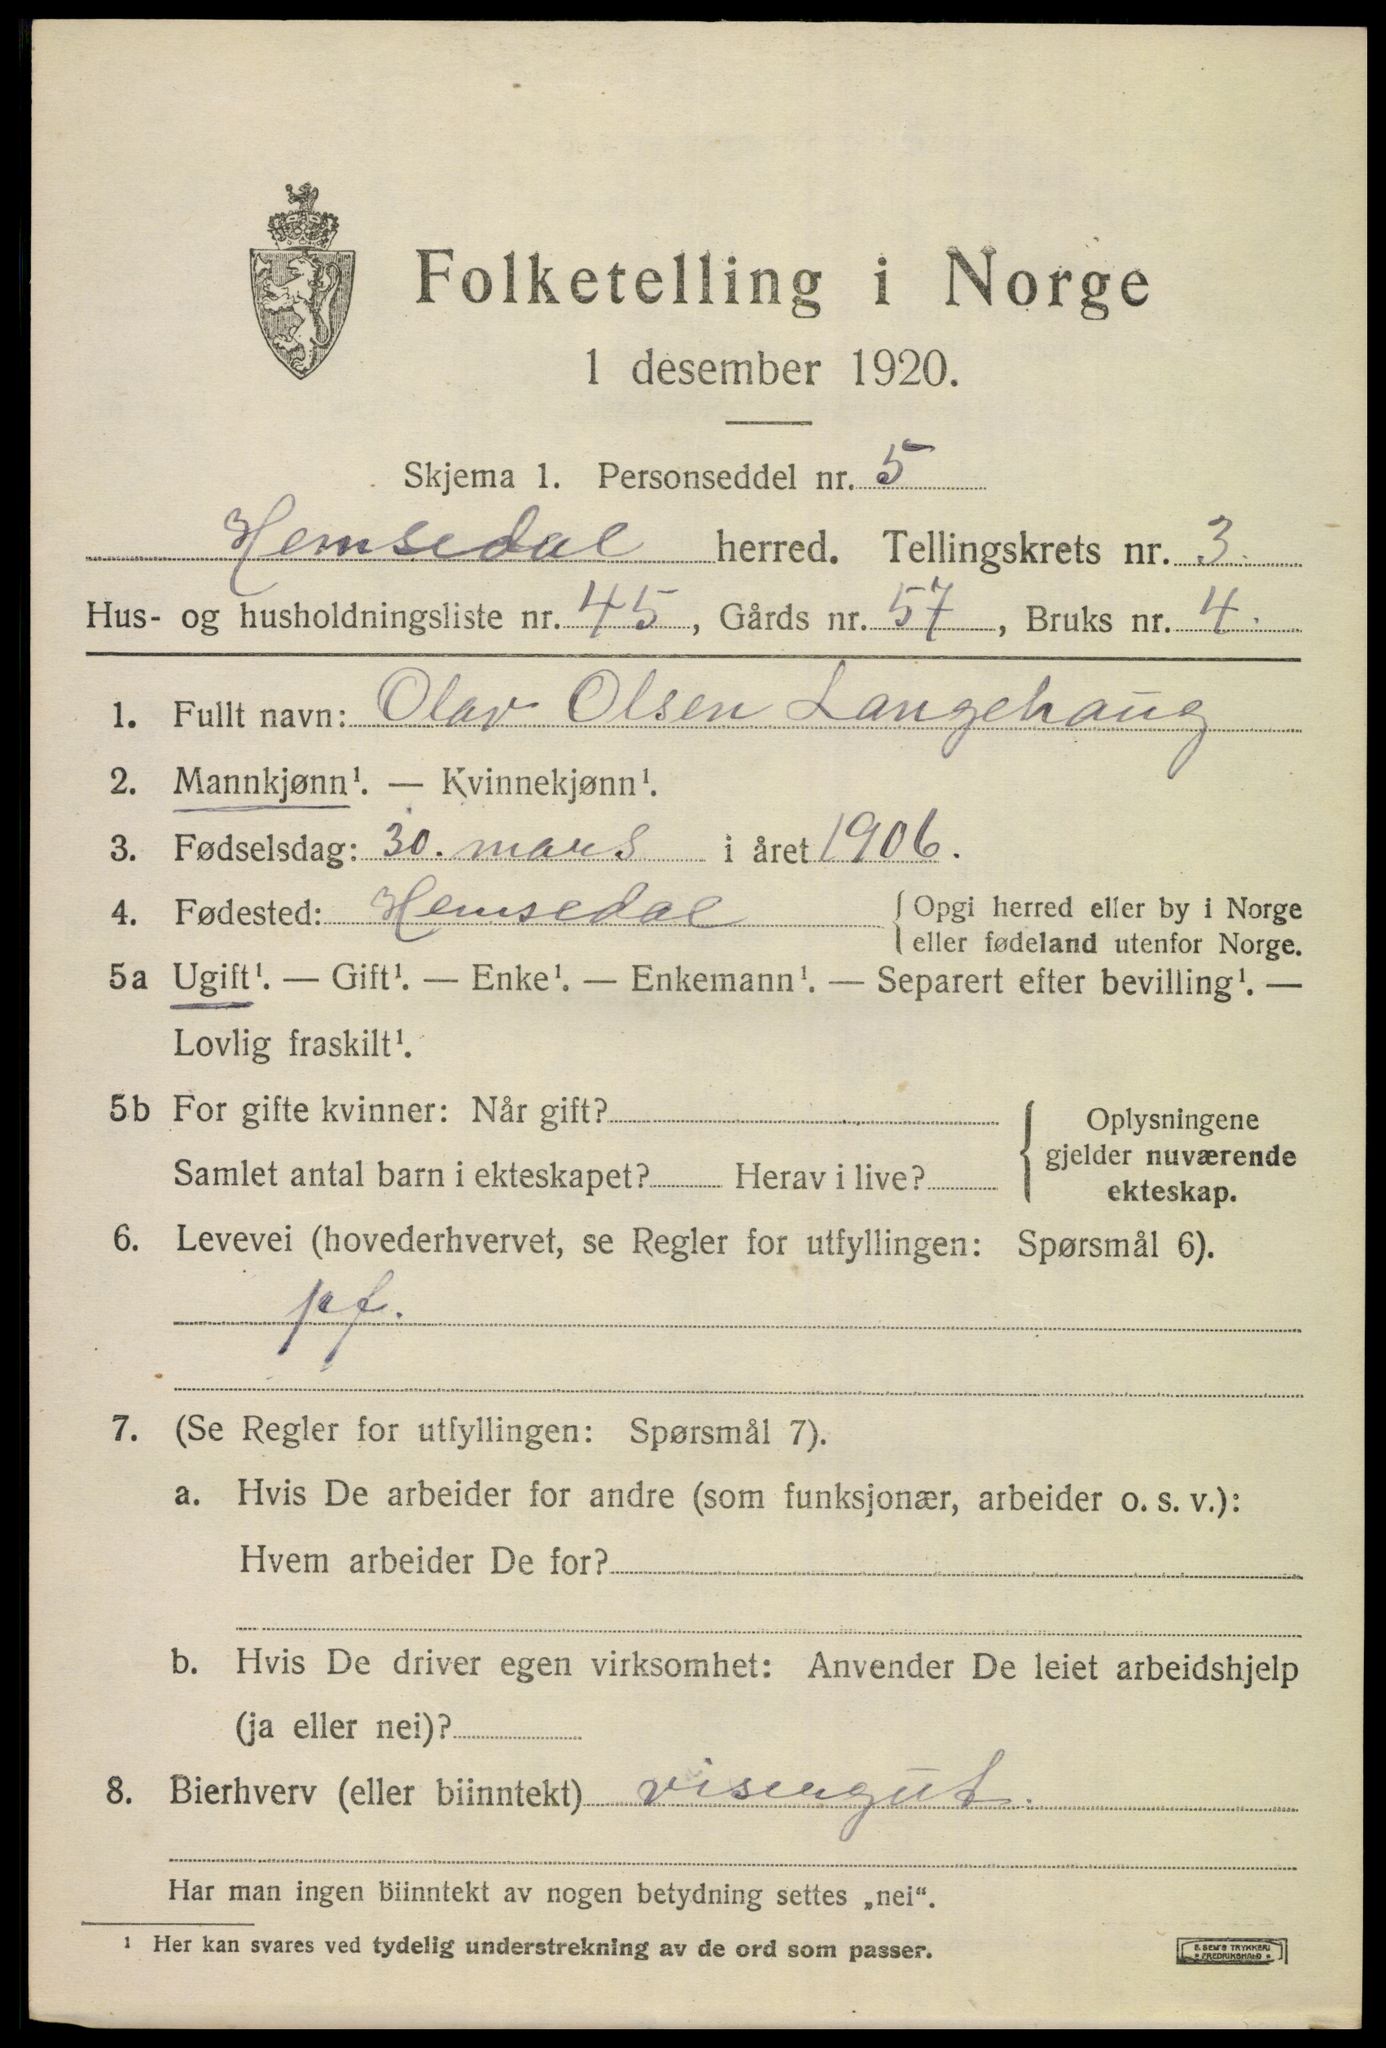 Folketelling i Norge
1 desember 1920.
Skjema 1. Personseddel nr. 5
Hemsedal herred. Tellingskrets nr. 3.
Hus- og husholdningsliste nr. 45, Gårds nr. 57, Bruks nr. 4.
1. Fullt navn: Olav Olsen Langehaug
2. Mannkjønn¹. — Kvinnekjønn¹.
3. Fødselsdag: 30. mars i året 1906.
4. Fødested: Hemsedal { Opgi herred eller by i Norge
{ eller fødeland utenfor Norge.
5a Ugift¹. — Gift¹. — Enke¹. — Enkemann¹. — Separert efter bevilling¹. —
Lovlig fraskilt¹.
5b For gifte kvinner: Når gift? { Oplysningene
gjelder nuværende
Samlet antal barn i ekteskapet? Herav i live? ekteskap.
6. Levevei (hovederhvervet, se Regler for utfyllingen: Spørsmål 6).
pf.
7. (Se Regler for utfyllingen: Spørsmål 7).
a. Hvis De arbeider for andre (som funksjonær, arbeider o. s. v.):
Hvem arbeider De for?
b. Hvis De driver egen virksomhet: Anvender De leiet arbeidshjelp
(ja eller nei)?
8. Bierhverv (eller biinntekt) visergut.
Har man ingen biinntekt av nogen betydning settes „nei“.
¹ Her kan svares ved tydelig understrekning av de ord som passer.
E. SEM'S TRYKKERI
• FREDRIKSHALD •